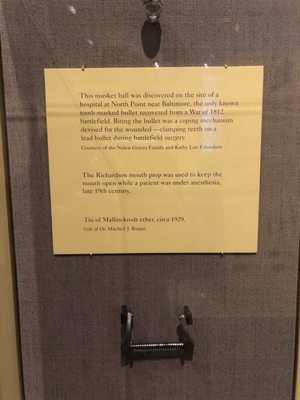 This musket ball was discovered on the site of a
hospital at North Point near Baltimore, the only known
tooth-marked bullet recovered from a War of 1812
battlefield. Biting the bullet was a coping mechanism
devised for the wounded—clamping teeth on a
lead bullet during battlefield surgery.
Courtesy of the Nolen Graves Family and Kathy Lee Erlandson
The Richardson mouth prop was used to keep the
mouth open while a patient was under anesthesia,
late 19th century.
Tin of Mallinckrodt ether, circa 1929.
Gift of Dr. Mitchell J. Bazgin